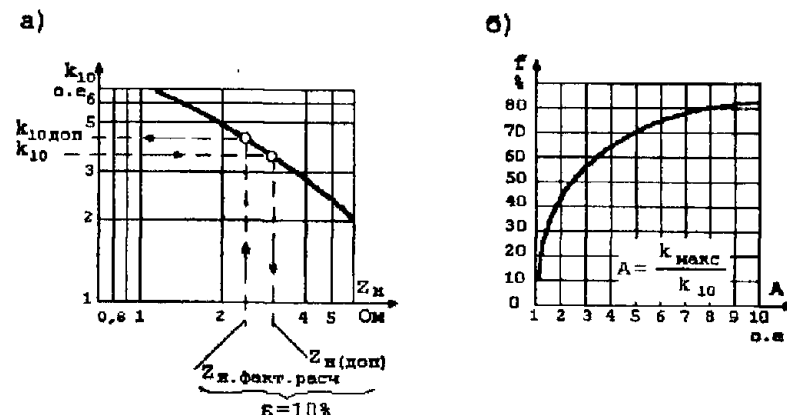 а) б)
k₁₀
о.е.
6
5
k₁₀доп
k₁₀
3
2
1
0,8 1 2 4 5
Zн
Ом
Zн(доп)
Zн.факт.расч
ε=10%
f
%
80
70
60
50
40
30
20
10
0
A = kмакс / k₁₀
1 2 3 4 5 6 7 8 9 10
A
о.е